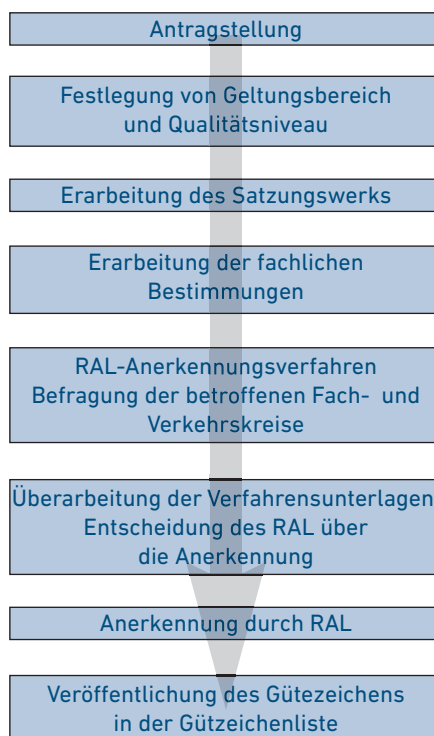 Antragstellung
Festlegung von Geltungsbereich
und Qualitätsniveau
Erarbeitung des Satzungswerks
Erarbeitung der fachlichen
Bestimmungen
RAL-Anerkennungsverfahren
Befragung der betroffenen Fach- und
Verkehrskreise
Überarbeitung der Verfahrensunterlagen
Entscheidung des RAL über
die Anerkennung
Anerkennung durch RAL
Veröffentlichung des Gütezeichens
in der Gützeichenliste